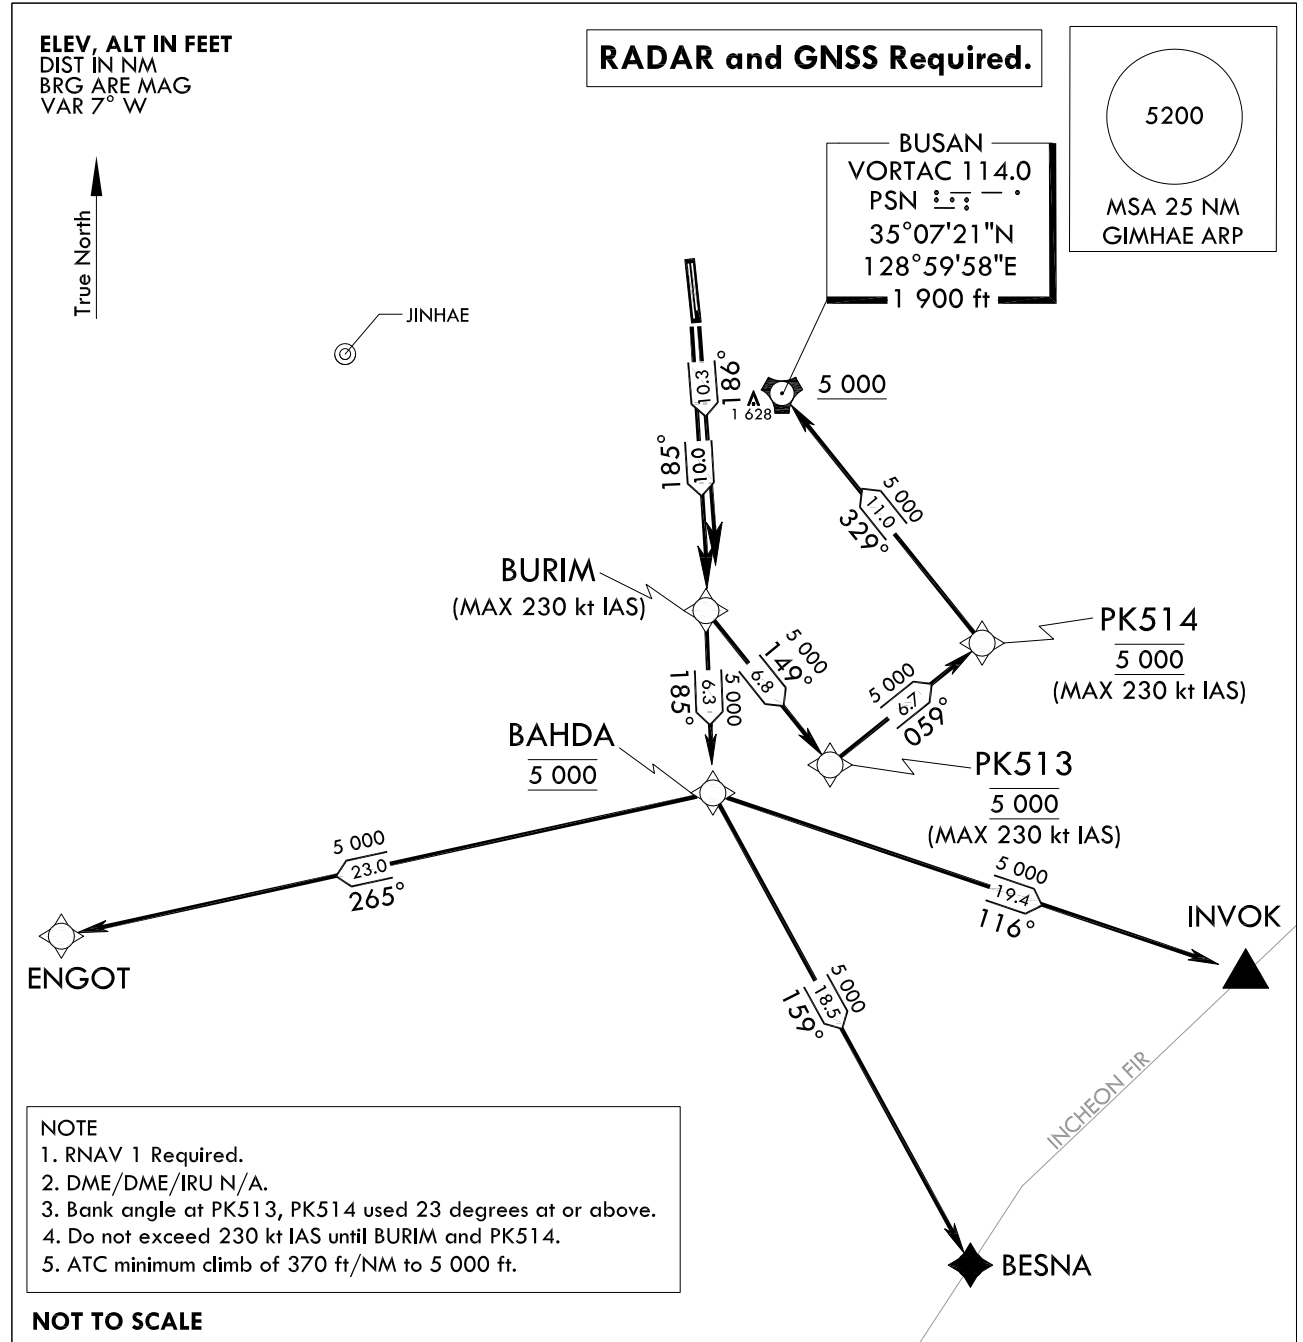 ELEV, ALT IN FEET
DIST IN NM
BRG ARE MAG
VAR 7° W
True North
RADAR and GNSS Required.
5200
MSA 25 NM
GIMHAE ARP
BUSAN
VORTAC 114.0
PSN
35°07'21"N
128°59'58"E
1 900 ft
JINHAE
10.3
186°
1 628
5 000
185°
10.0
5 000
11.0
329°
BURIM
(MAX 230 kt IAS)
PK514
5 000
(MAX 230 kt IAS)
5 000
6.8
149°
5 000
6.7
059°
5 000
6.3
185°
BAHDA
5 000
PK513
5 000
(MAX 230 kt IAS)
5 000
23.0
265°
5 000
19.4
116°
INVOK
ENGOT
5 000
18.5
159°
INCHEON FIR
BESNA
NOTE
1. RNAV 1 Required.
2. DME/DME/IRU N/A.
3. Bank angle at PK513, PK514 used 23 degrees at or above.
4. Do not exceed 230 kt IAS until BURIM and PK514.
5. ATC minimum climb of 370 ft/NM to 5 000 ft.
NOT TO SCALE